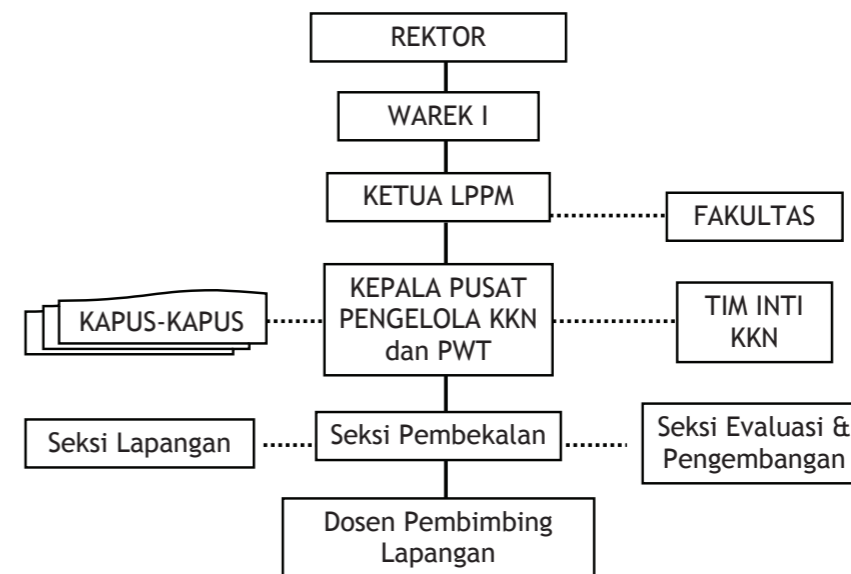 REKTOR
WAREK I
KETUA LPPM
FAKULTAS
KAPUS-KAPUS
KEPALA PUSAT
PENGELOLA KKN
dan PWT
TIM INTI
KKN
Seksi Lapangan
Seksi Pembekalan
Seksi Evaluasi &
Pengembangan
Dosen Pembimbing
Lapangan